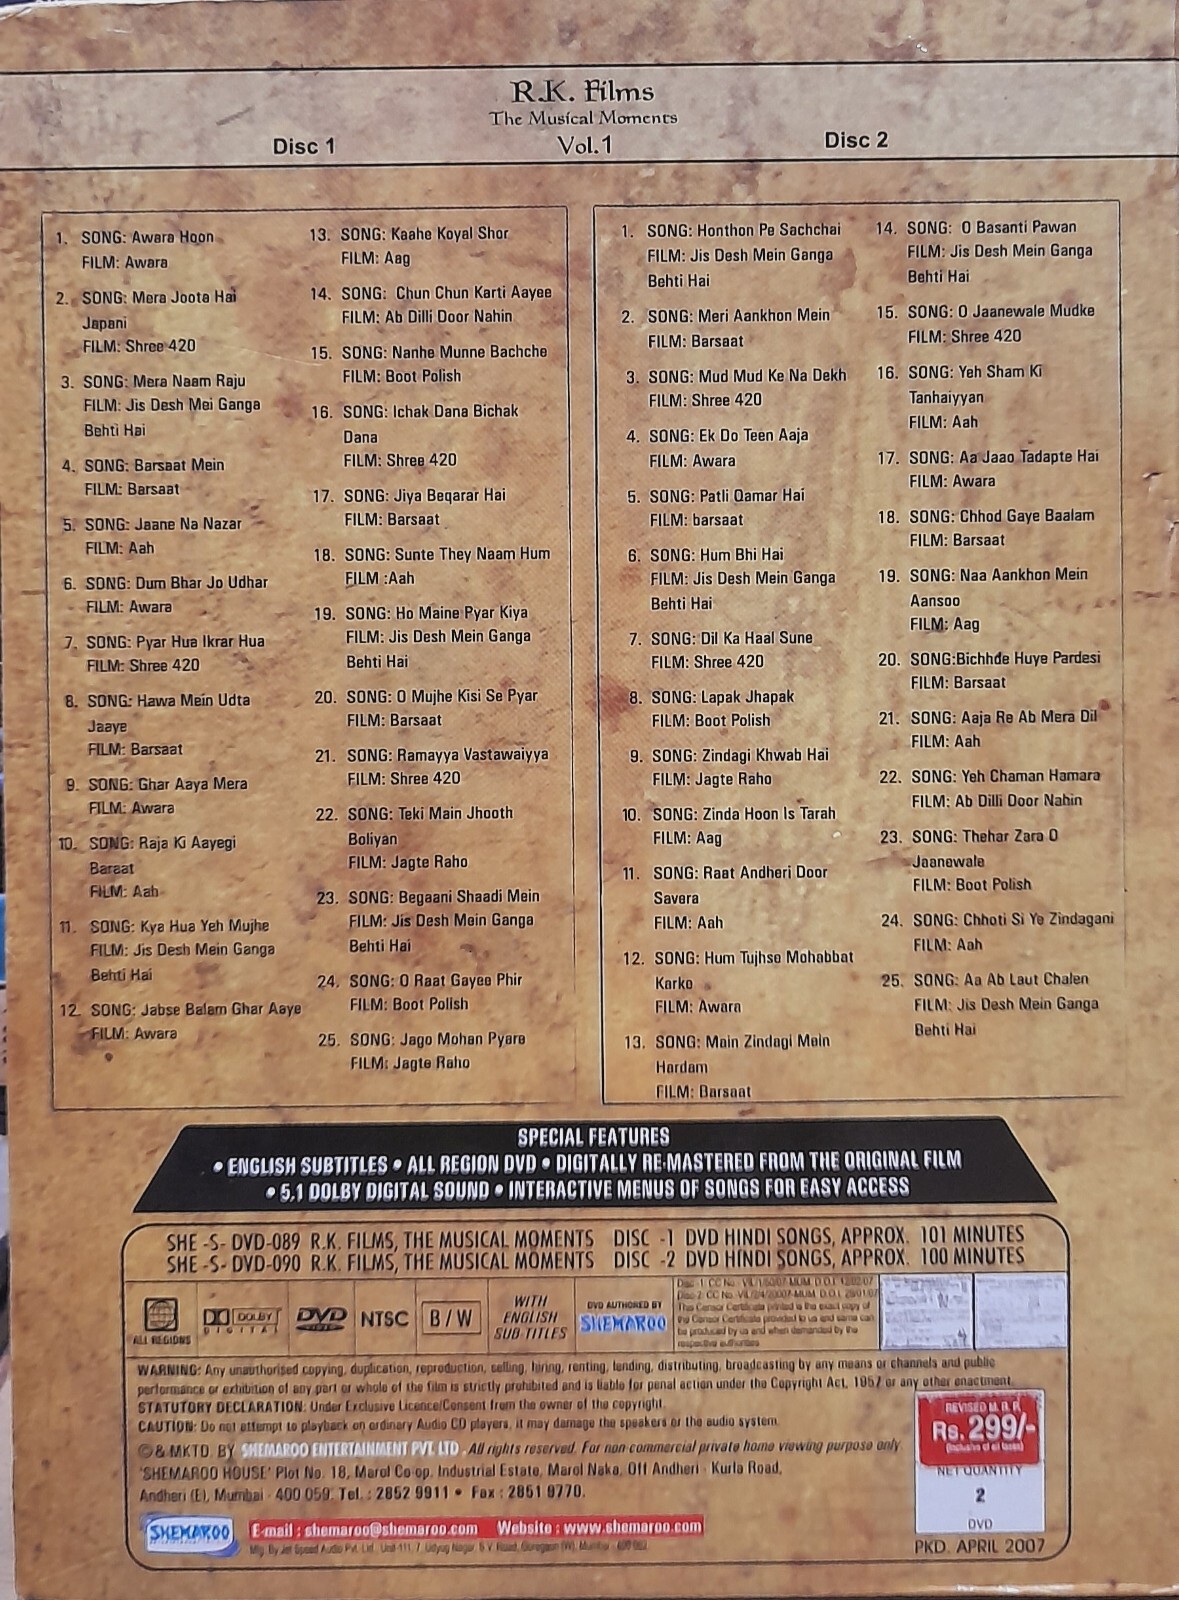 R.K. Films
The Musical Moments
Disc 1
Vol.1
Disc 2
1. SONG: Awara Hoon
FILM: Awara
2. SONG: Mera Joota Hai
Japani
FILM: Shree 420
3. SONG: Mera Naam Raju
FILM: Jis Desh Mei Ganga
Behti Hai
4. SONG: Barsaat Mein
FILM: Barsaat
5. SONG: Jaane Na Nazar
FILM: Aah
6. SONG: Dum Bhar Jo Udhar
FILM: Awara
7. SONG: Pyar Hua Ikrar Hua
FILM: Shree 420
8. SONG: Hawa Mein Udta
Jaaye
FILM: Barsaat
9. SONG: Ghar Aaya Mera
FILM: Awara
10. SONG: Raja Ki Aayegi
Baraat
FILM: Aah
11. SONG: Kya Hua Yeh Mujhe
FILM: Jis Desh Mein Ganga
Behti Hai
12. SONG: Jabse Balam Ghar Aaye
FILM: Awara
13. SONG: Kaahe Koyal Shor
FILM: Aag
14. SONG: Chun Chun Karti Aayee
FILM: Ab Dilli Door Nahin
15. SONG: Nanhe Munne Bachche
FILM: Boot Polish
16. SONG: Ichak Dana Bichak
Dana
FILM: Shree 420
17. SONG: Jiya Beqarar Hai
FILM: Barsaat
18. SONG: Sunte They Naam Hum
FILM :Aah
19. SONG: Ho Maine Pyar Kiya
FILM: Jis Desh Mein Ganga
Behti Hai
20. SONG: O Mujhe Kisi Se Pyar
FILM: Barsaat
21. SONG: Ramayya Vastawaiyya
FILM: Shree 420
22. SONG: Teki Main Jhooth
Boliyan
FILM: Jagte Raho
23. SONG: Begaani Shaadi Mein
FILM: Jis Desh Mein Ganga
Behti Hai
24. SONG: O Raat Gayee Phir
FILM: Boot Polish
25. SONG: Jago Mohan Pyare
FILM: Jagte Raho
1. SONG: Honthon Pe Sachchai
FILM: Jis Desh Mein Ganga
Behti Hai
2. SONG: Meri Aankhon Mein
FILM: Barsaat
3. SONG: Mud Mud Ke Na Dekh
FILM: Shree 420
4. SONG: Ek Do Teen Aaja
FILM: Awara
5. SONG: Patli Qamar Hai
FILM: barsaat
6. SONG: Hum Bhi Hai
FILM: Jis Desh Mein Ganga
Behti Hai
7. SONG: Dil Ka Haal Sune
FILM: Shree 420
8. SONG: Lapak Jhapak
FILM: Boot Polish
9. SONG: Zindagi Khwab Hai
FILM: Jagte Raho
10. SONG: Zinda Hoon Is Tarah
FILM: Aag
11. SONG: Raat Andheri Door
Savera
FILM: Aah
12. SONG: Hum Tujhse Mohabbat
Karke
FILM: Awara
13. SONG: Main Zindagi Mein
Hardam
FILM: Barsaat
14. SONG: O Basanti Pawan
FILM: Jis Desh Mein Ganga
Behti Hai
15. SONG: O Jaanewale Mudke
FILM: Shree 420
16. SONG: Yeh Sham Ki
Tanhaiyyan
FILM: Aah
17. SONG: Aa Jaao Tadapte Hai
FILM: Awara
18. SONG: Chhod Gaye Baalam
FILM: Barsaat
19. SONG: Naa Aankhon Mein
Aansoo
FILM: Aag
20. SONG:Bichhde Huye Pardesi
FILM: Barsaat
21. SONG: Aaja Re Ab Mera Dil
FILM: Aah
22. SONG: Yeh Chaman Hamara
FILM: Ab Dilli Door Nahin
23. SONG: Thehar Zara O
Jaanewale
FILM: Boot Polish
24. SONG: Chhoti Si Ye Zindagani
FILM: Aah
25. SONG: Aa Ab Laut Chalen
FILM: Jis Desh Mein Ganga
Behti Hai
SPECIAL FEATURES
• ENGLISH SUBTITLES • ALL REGION DVD • DIGITALLY RE-MASTERED FROM THE ORIGINAL FILM
• 5.1 DOLBY DIGITAL SOUND • INTERACTIVE MENUS OF SONGS FOR EASY ACCESS
SHE -S- DVD-089 R.K. FILMS, THE MUSICAL MOMENTS DISC -1 DVD HINDI SONGS, APPROX. 101 MINUTES
SHE -S- DVD-090 R.K. FILMS, THE MUSICAL MOMENTS DISC -2 DVD HINDI SONGS, APPROX. 100 MINUTES
ALL REGIONS
DOLBY
DIGITAL
DVD
NTSC
B/W
WITH
ENGLISH
SUB-TITLES
DVD AUTHORED BY
SHEMAROO
This Censor Certificate printed is the exact copy of
the Censor Certificate provided to us and same can
be produced by us and when demanded by the
respective authorities
WARNING: Any unauthorised copying, duplication, reproduction, selling, hiring, renting, lending, distributing, broadcasting by any means or channels and public
performance or exhibition of any part or whole of the film is strictly prohibited and is liable for penal action under the Copyright Act, 1957 or any other enactment.
STATUTORY DECLARATION: Under Exclusive Licence/Consent from the owner of the copyright.
CAUTION: Do not attempt to playback on ordinary Audio CD players, it may damage the speakers or the audio system.
© & MKTD. BY SHEMAROO ENTERTAINMENT PVT. LTD. All rights reserved. For non-commercial private home viewing purpose only
'SHEMAROO HOUSE' Plot No. 18, Marol Co-op. Industrial Estate, Marol Naka, Off Andheri - Kurla Road,
Andheri (E), Mumbai - 400 059. Tel. : 2852 9911 • Fax : 2851 9770.
SHEMAROO
E-mail : shemaroo@shemaroo.com Website : www.shemaroo.com
REVISED M. R. P.
Rs. 299/-
(Inclusive of all taxes)
NET QUANTITY
2
DVD
PKD. APRIL 2007